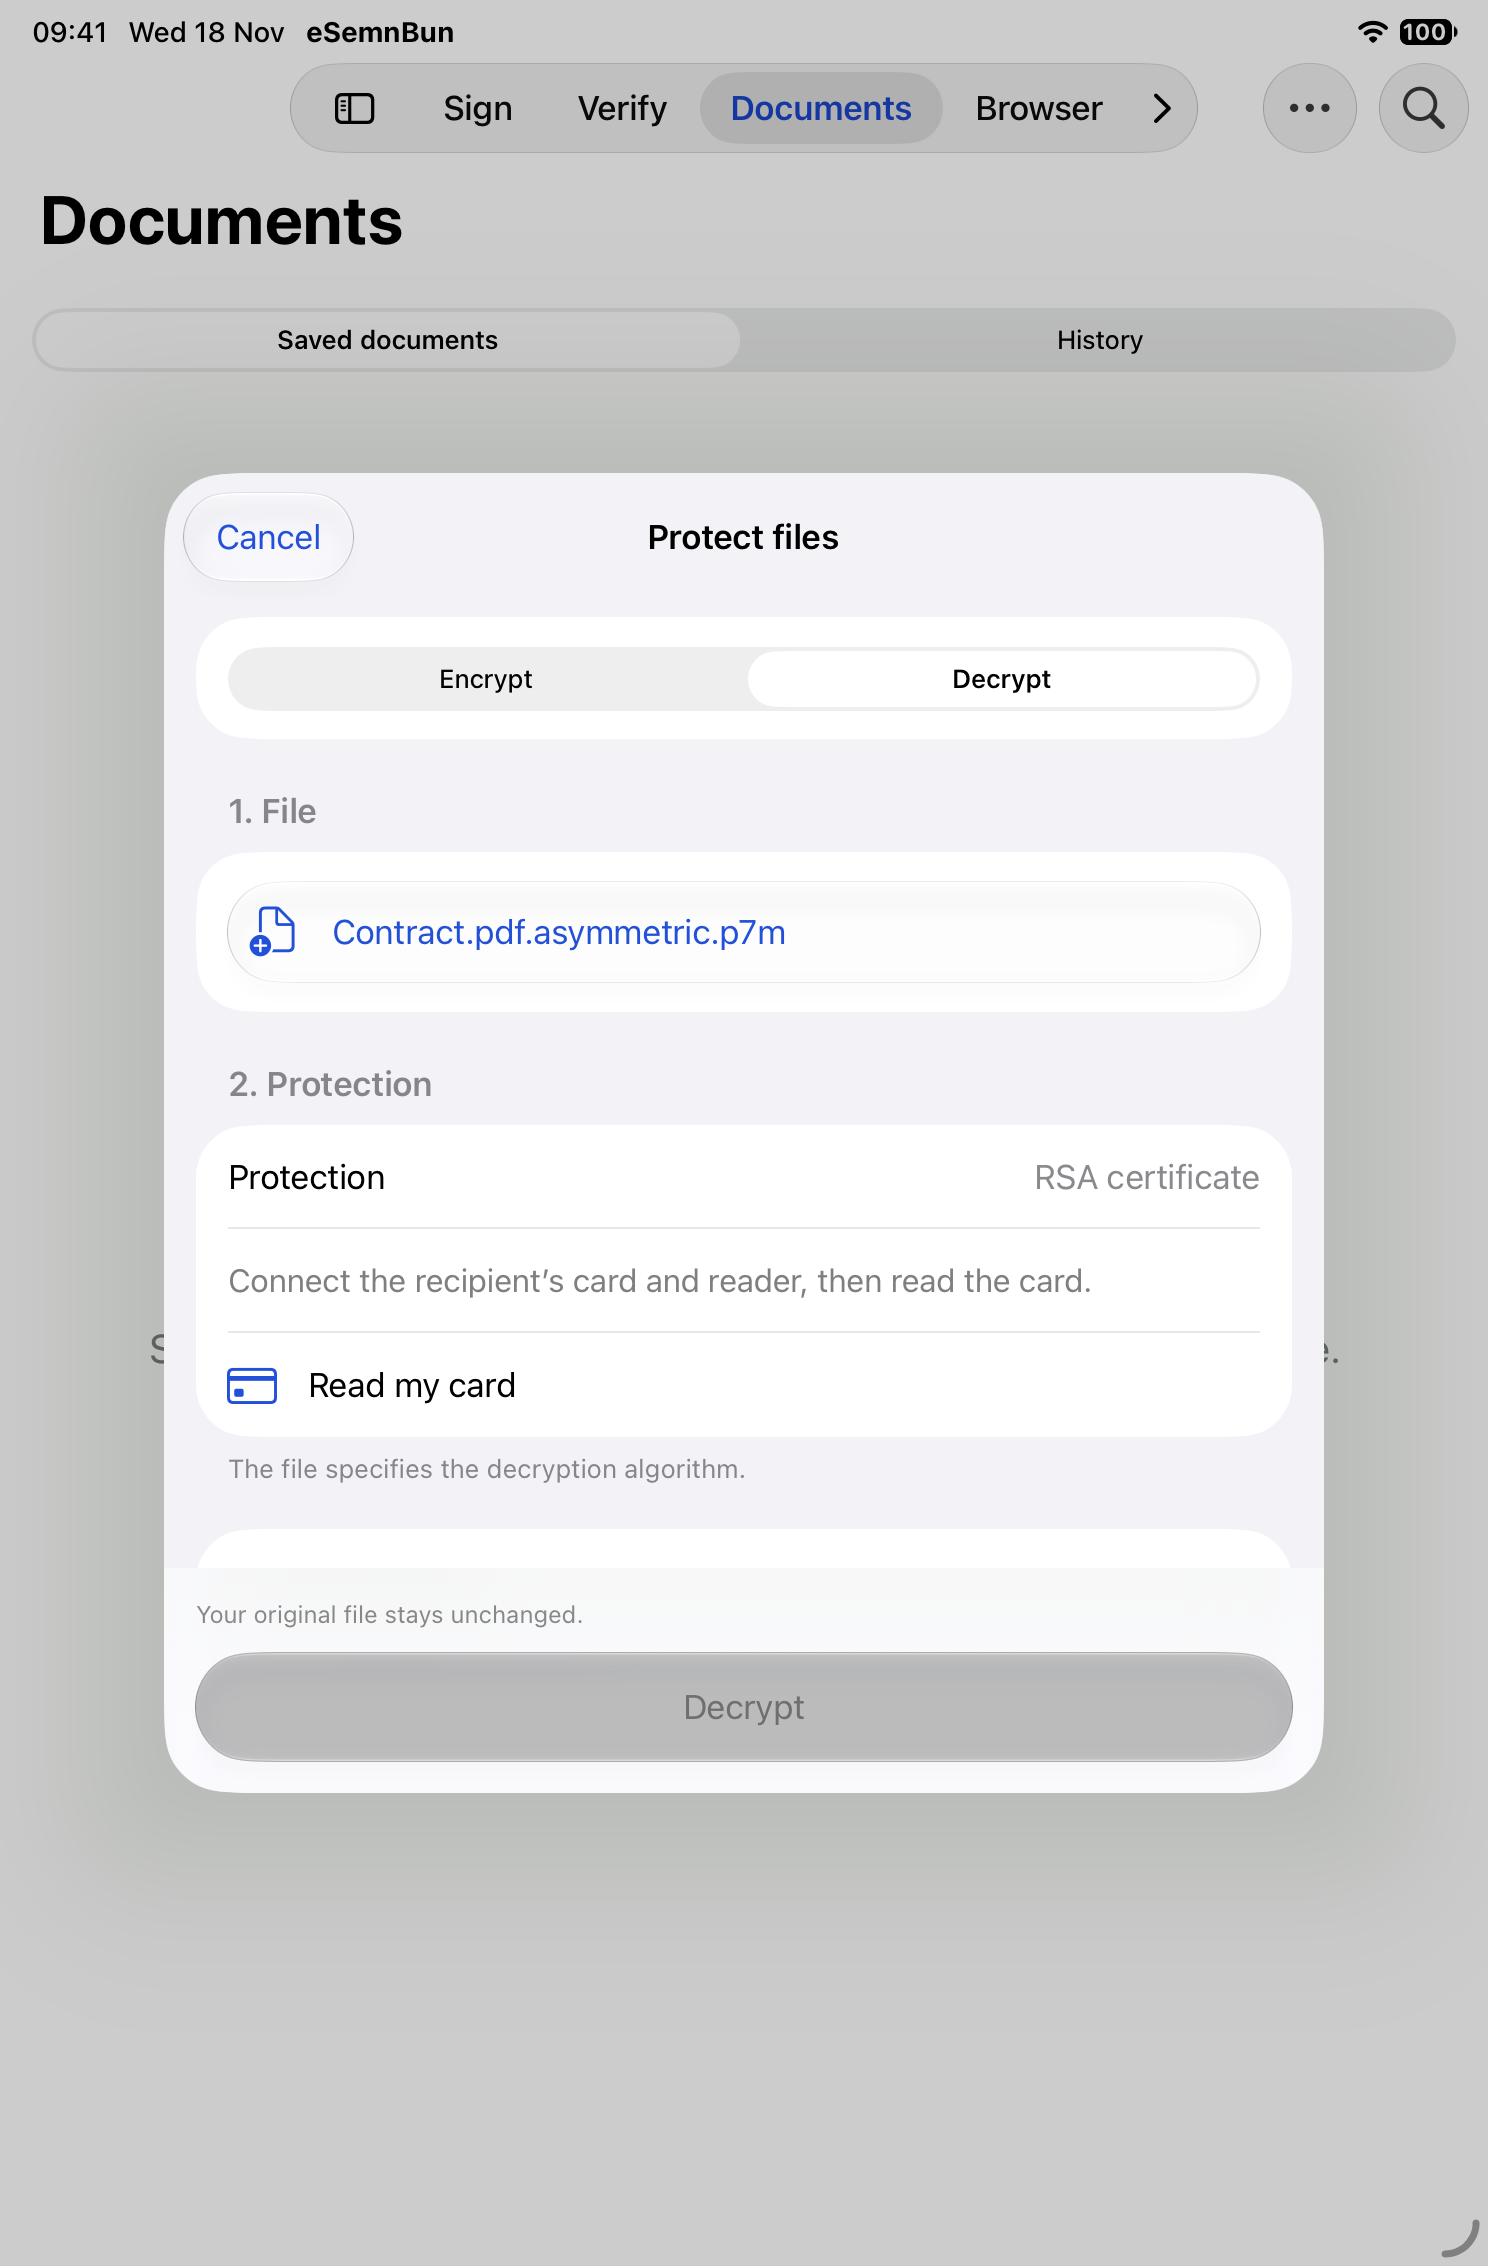 09:41 Wed 18 Nov eSemnBun 100
Sign Verify Documents Browser
Documents
Saved documents History
Cancel Protect files
Encrypt Decrypt
1. File
Contract.pdf.asymmetric.p7m
2. Protection
Protection RSA certificate
Connect the recipient’s card and reader, then read the card.
Read my card
The file specifies the decryption algorithm.
Your original file stays unchanged.
Decrypt